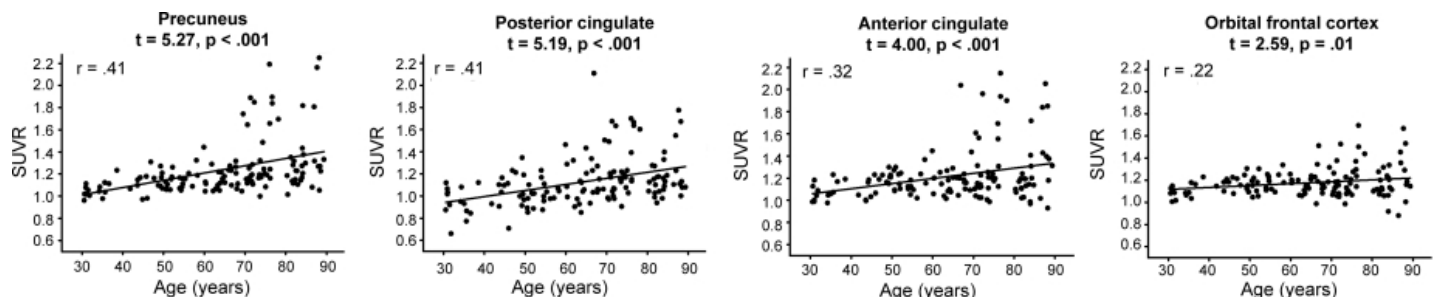 Precuneus
t = 5.27, p < .001
r = .41
2.2
2.0
1.8
1.6
1.4
1.2
1.0
0.8
0.6
SUVR
30 40 50 60 70 80 90
Age (years)
Posterior cingulate
t = 5.19, p < .001
r = .41
2.2
2.0
1.8
1.6
1.4
1.2
1.0
0.8
0.6
SUVR
30 40 50 60 70 80 90
Age (years)
Anterior cingulate
t = 4.00, p < .001
r = .32
2.2
2.0
1.8
1.6
1.4
1.2
1.0
0.8
0.6
SUVR
30 40 50 60 70 80 90
Age (years)
Orbital frontal cortex
t = 2.59, p = .01
r = .22
2.2
2.0
1.8
1.6
1.4
1.2
1.0
0.8
0.6
SUVR
30 40 50 60 70 80 90
Age (years)